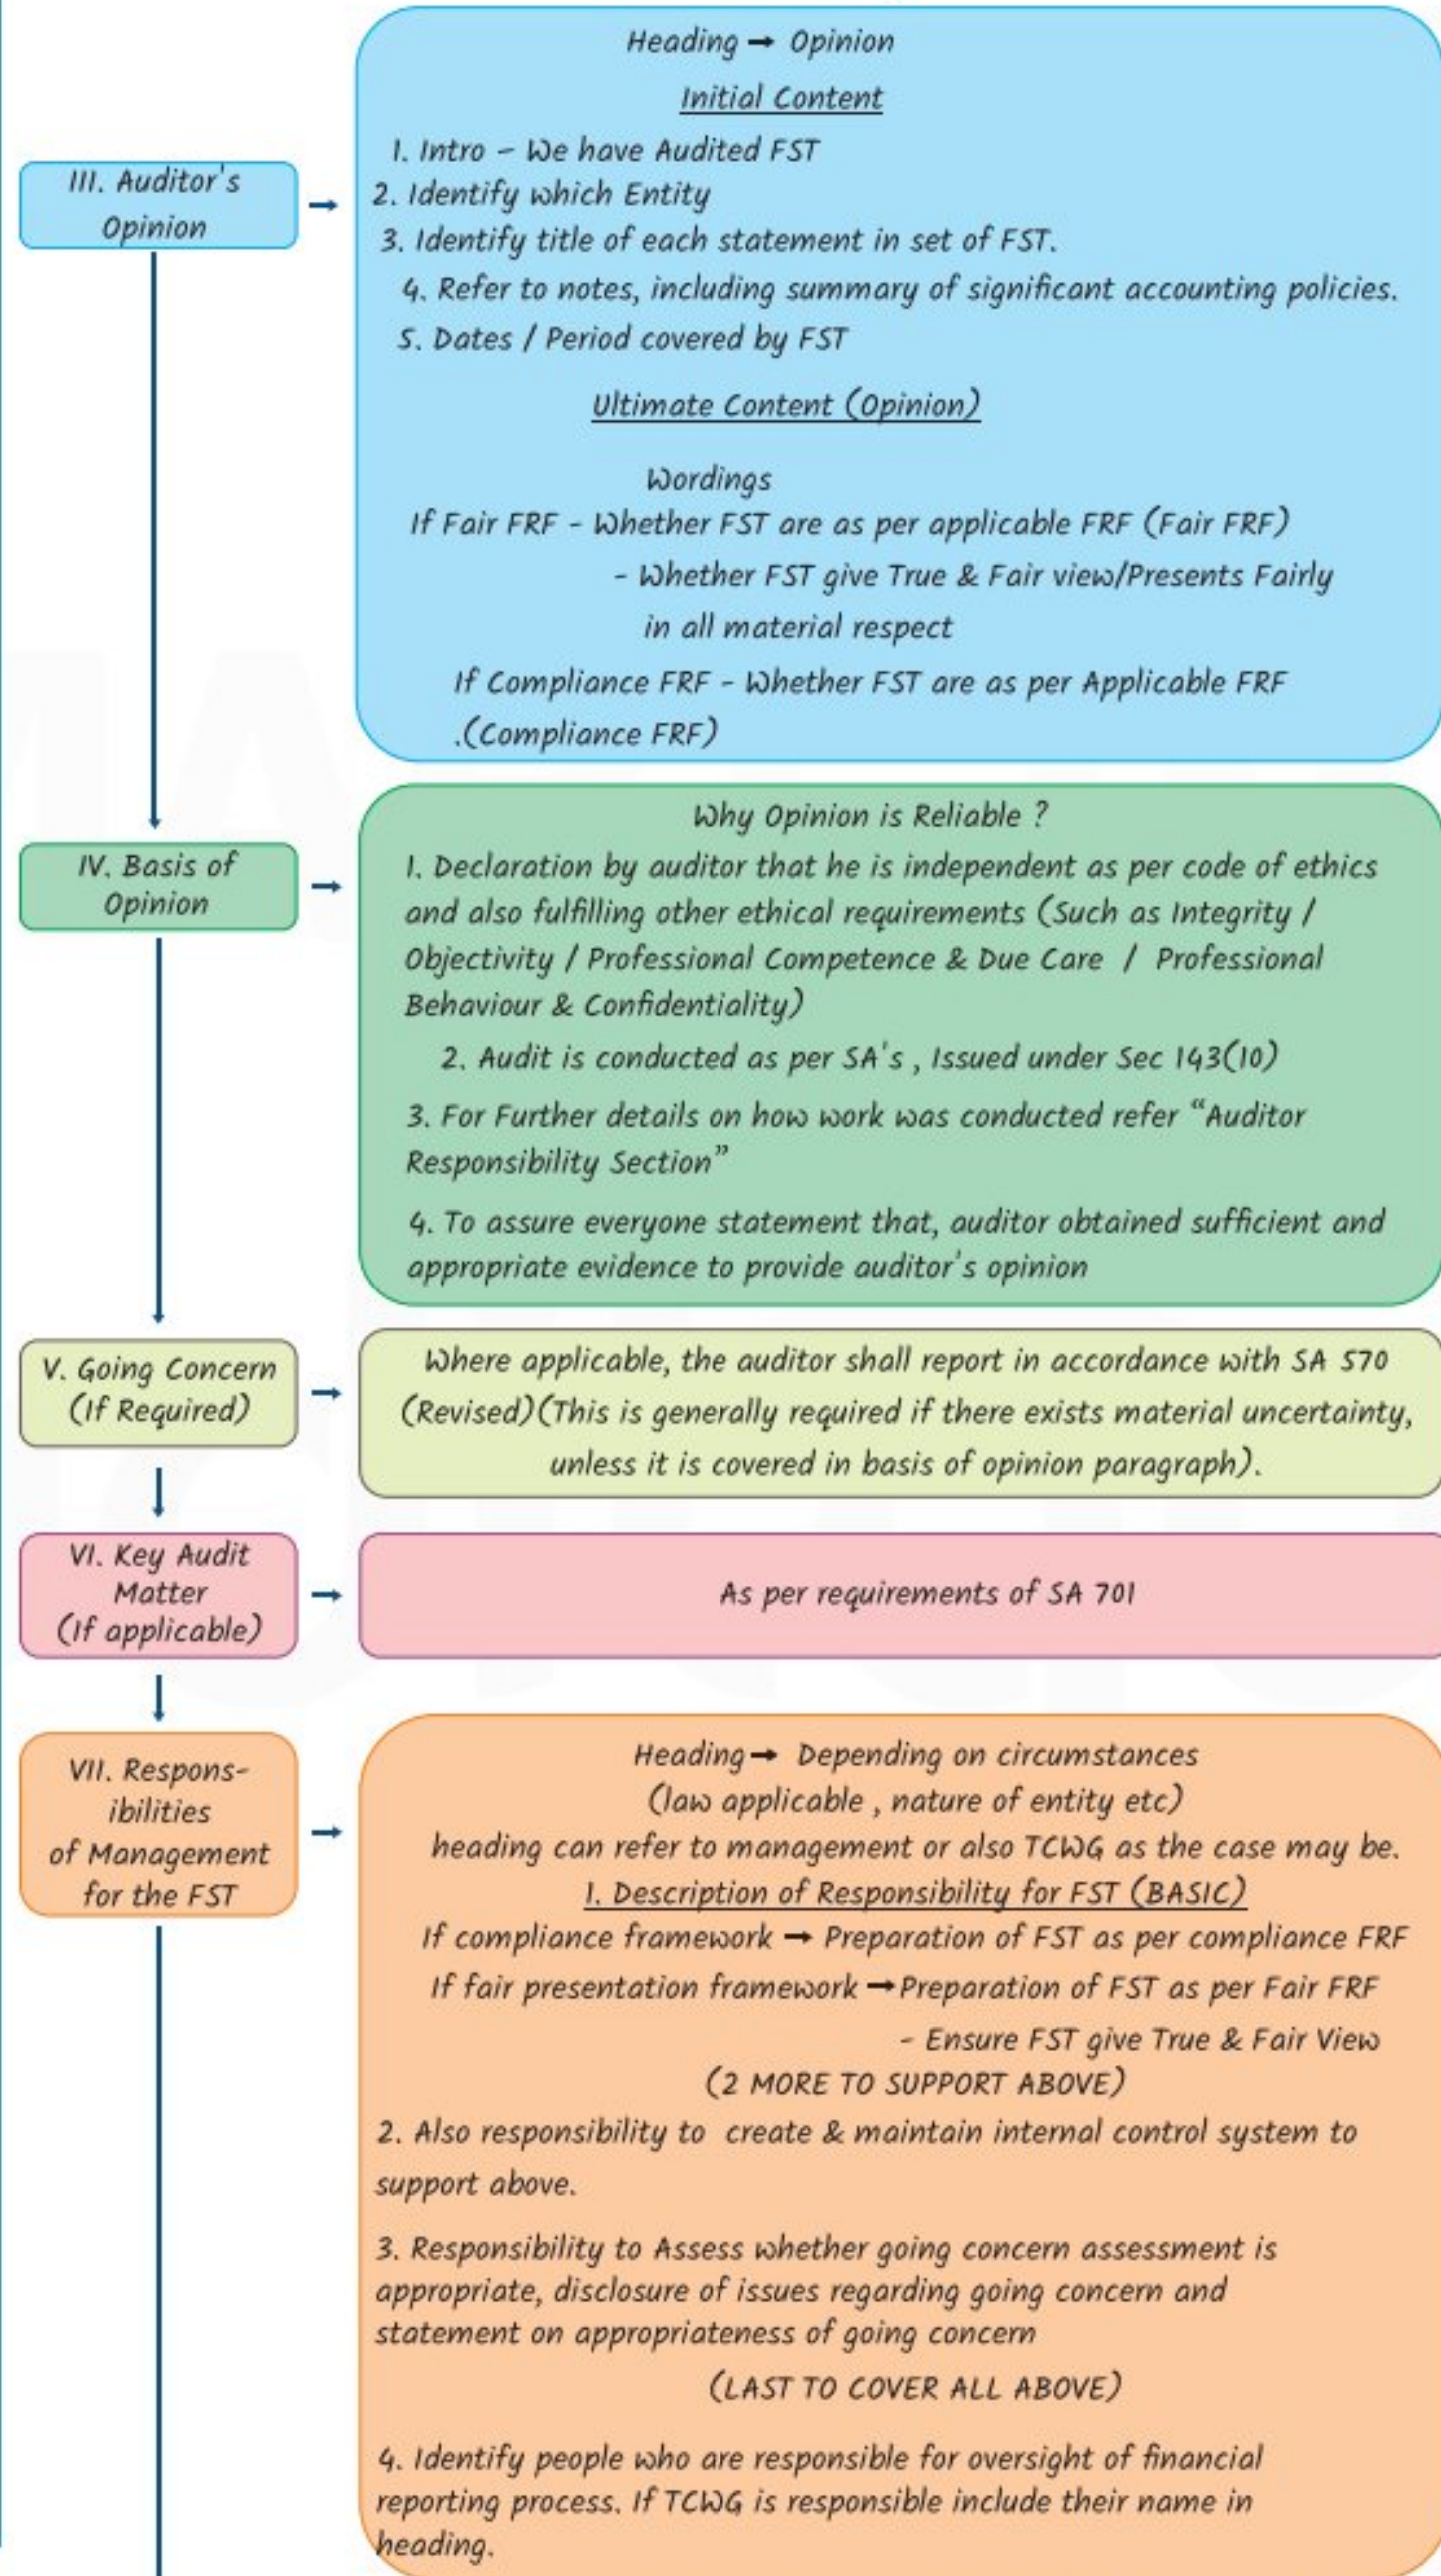 Heading → Opinion
Initial Content
1. Intro – We have Audited FST
2. Identify which Entity
3. Identify title of each statement in set of FST.
4. Refer to notes, including summary of significant accounting policies.
5. Dates / Period covered by FST
Ultimate Content (Opinion)
Wordings
If Fair FRF - Whether FST are as per applicable FRF (Fair FRF)
- Whether FST give True & Fair view/Presents Fairly
in all material respect
If Compliance FRF - Whether FST are as per Applicable FRF
.(Compliance FRF)
III. Auditor's
Opinion
Why Opinion is Reliable ?
1. Declaration by auditor that he is independent as per code of ethics
and also fulfilling other ethical requirements (Such as Integrity /
Objectivity / Professional Competence & Due Care / Professional
Behaviour & Confidentiality)
2. Audit is conducted as per SA's , Issued under Sec 143(10)
3. For Further details on how work was conducted refer “Auditor
Responsibility Section”
4. To assure everyone statement that, auditor obtained sufficient and
appropriate evidence to provide auditor's opinion
IV. Basis of
Opinion
V. Going Concern
(If Required)
Where applicable, the auditor shall report in accordance with SA 570
(Revised)(This is generally required if there exists material uncertainty,
unless it is covered in basis of opinion paragraph).
VI. Key Audit
Matter
(If applicable)
As per requirements of SA 701
VII. Respons-
ibilities
of Management
for the FST
Heading → Depending on circumstances
(law applicable , nature of entity etc)
heading can refer to management or also TCWG as the case may be.
1. Description of Responsibility for FST (BASIC)
If compliance framework → Preparation of FST as per compliance FRF
If fair presentation framework → Preparation of FST as per Fair FRF
- Ensure FST give True & Fair View
(2 MORE TO SUPPORT ABOVE)
2. Also responsibility to create & maintain internal control system to
support above.
3. Responsibility to Assess whether going concern assessment is
appropriate, disclosure of issues regarding going concern and
statement on appropriateness of going concern
(LAST TO COVER ALL ABOVE)
4. Identify people who are responsible for oversight of financial
reporting process. If TCWG is responsible include their name in
heading.